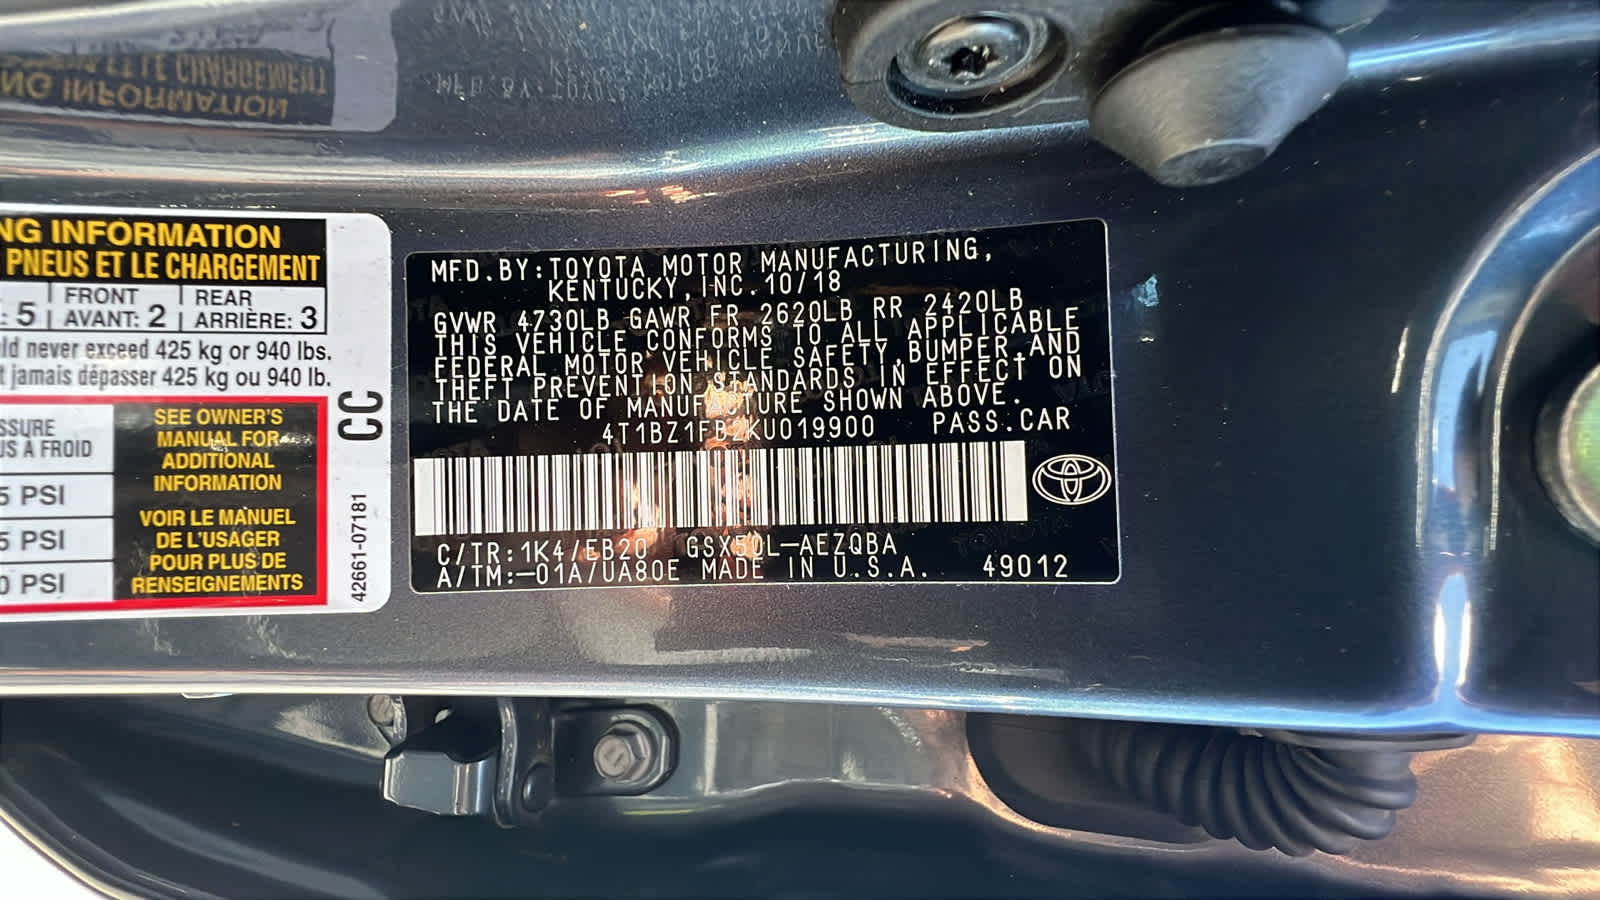 NG INFORMATION
PNEUS ET LE CHARGEMENT
: 5 FRONT AVANT: 2 REAR ARRIÈRE: 3
ld never exceed 425 kg or 940 lbs.
t jamais dépasser 425 kg ou 940 lb.
SSURE
US A FROID
5 PSI
5 PSI
0 PSI
SEE OWNER'S
MANUAL FOR
ADDITIONAL
INFORMATION
VOIR LE MANUEL
DE L'USAGER
POUR PLUS DE
RENSEIGNEMENTS
CC
42661-07181
MFD.BY:TOYOTA MOTOR MANUFACTURING,
KENTUCKY,INC.10/18
GVWR 4730LB GAWR FR 2620LB RR 2420LB
THIS VEHICLE CONFORMS TO ALL APPLICABLE
FEDERAL MOTOR VEHICLE SAFETY,BUMPER,AND
THEFT PREVENTION STANDARDS IN EFFECT ON
THE DATE OF MANUFACTURE SHOWN ABOVE.
4T1BZ1FB2KU019900 PASS.CAR
C/TR:1K4/EB20 GSX50L-AEZQBA
A/TM:-01A/UA80E MADE IN U.S.A. 49012